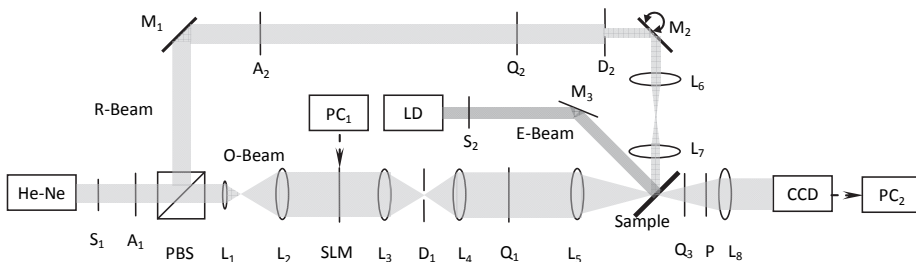 M1 M2
A2 Q2 D2
L6
M3
R-Beam PC1 LD E-Beam
S2
O-Beam L7
He-Ne CCD PC2
Sample
S1 A1 PBS L1 L2 SLM L3 D1 L4 Q1 L5 Q3 P L8